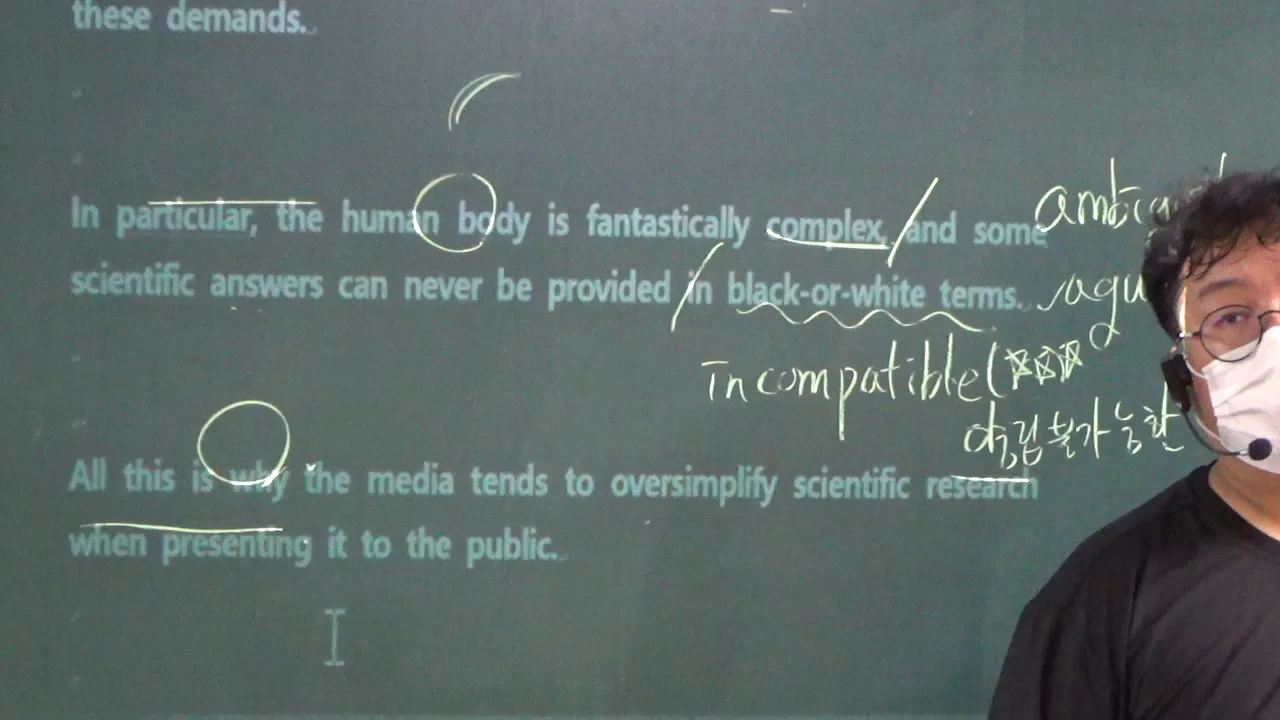 these demands.
In particular, the human body is fantastically complex, and some
scientific answers can never be provided in black-or-white terms.
incompatible(
양립불가능한
All this is why the media tends to oversimplify scientific research
when presenting it to the public.